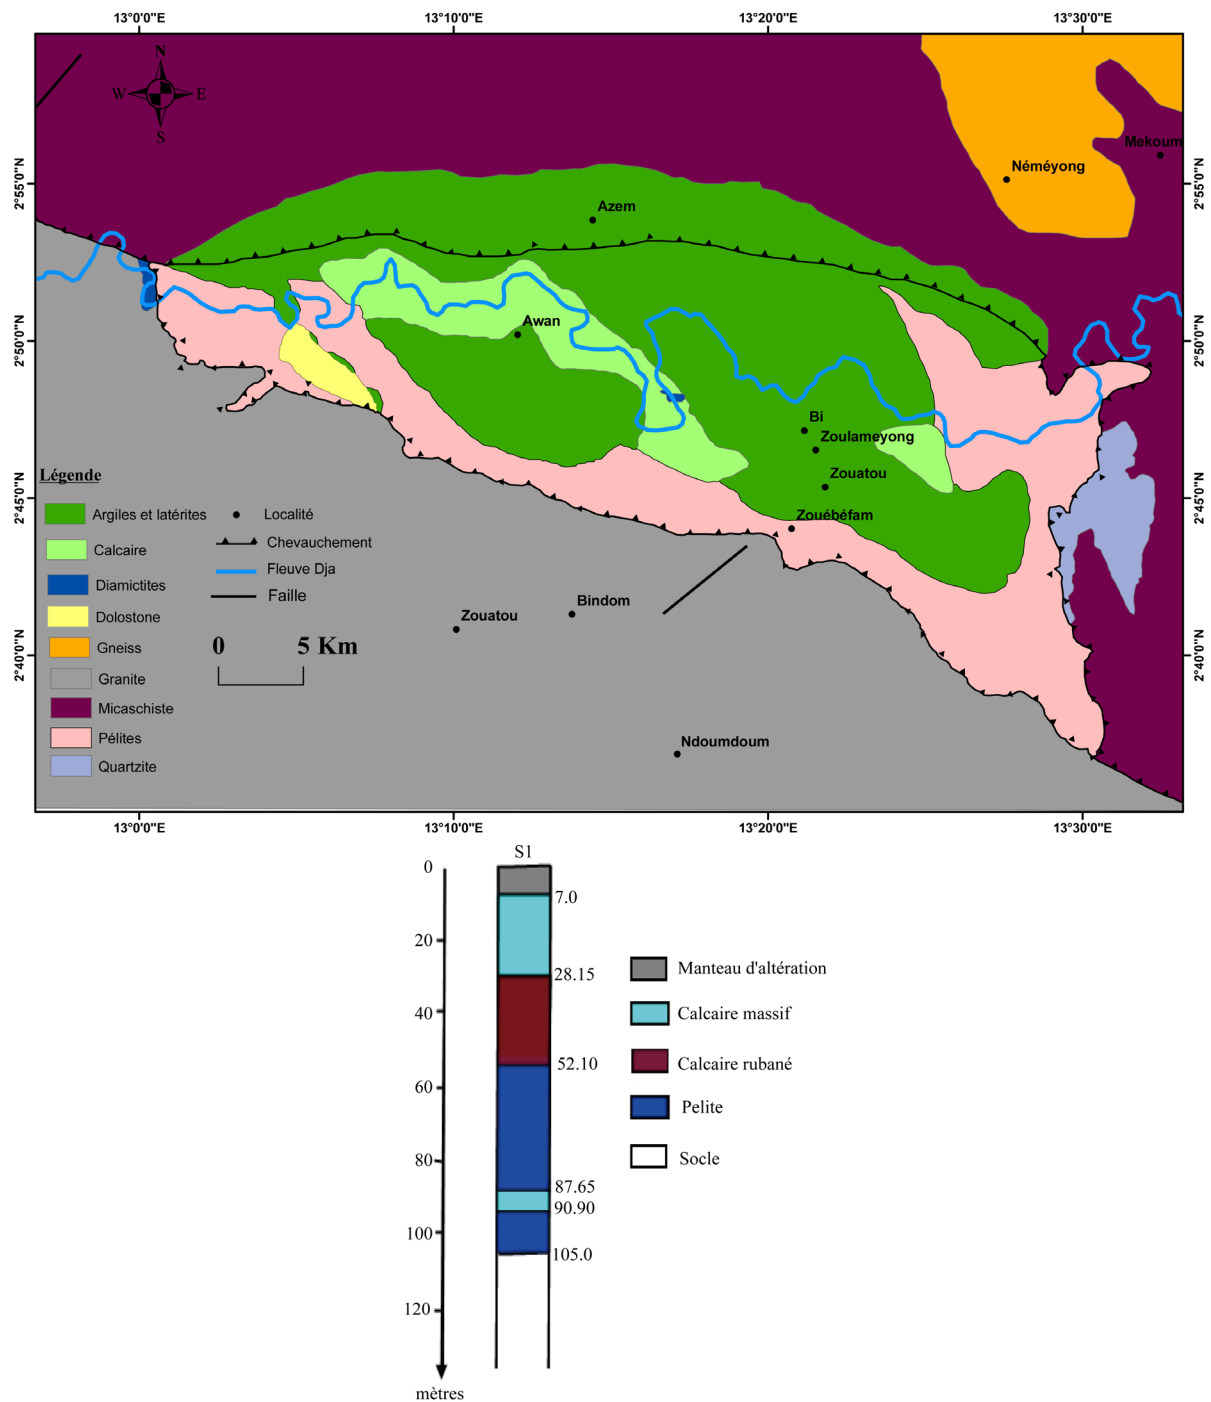 13°0'0"E 13°10'0"E 13°20'0"E 13°30'0"E
N
W E
S
Mekoum
Néméyong
2°55'0"N 2°55'0"N
Azem
2°50'0"N 2°50'0"N
Awan
Bi
Zoulameyong
Zouatou
Zouébéfam
2°45'0"N 2°45'0"N
Légende
Argiles et latérites
Calcaire
Diamictites
Dolostone
Gneiss
Granite
Micaschiste
Pélites
Quartzite
Localité
Chevauchement
Fleuve Dja
Faille
0 5 Km
Zouatou
Bindom
2°40'0"N 2°40'0"N
Ndoumdoum
13°0'0"E 13°10'0"E 13°20'0"E 13°30'0"E
S1
0
20
40
60
80
100
120
mètres
7.0
28.15
52.10
87.65
90.90
105.0
Manteau d'altération
Calcaire massif
Calcaire rubané
Pelite
Socle